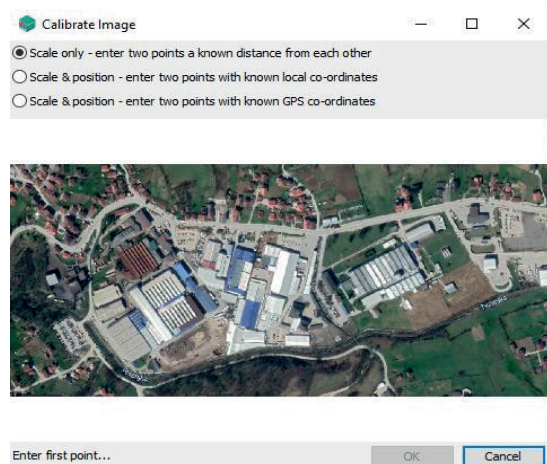 Calibrate Image
Scale only - enter two points a known distance from each other
Scale & position - enter two points with known local co-ordinates
Scale & position - enter two points with known GPS co-ordinates
Enter first point...
OK
Cancel